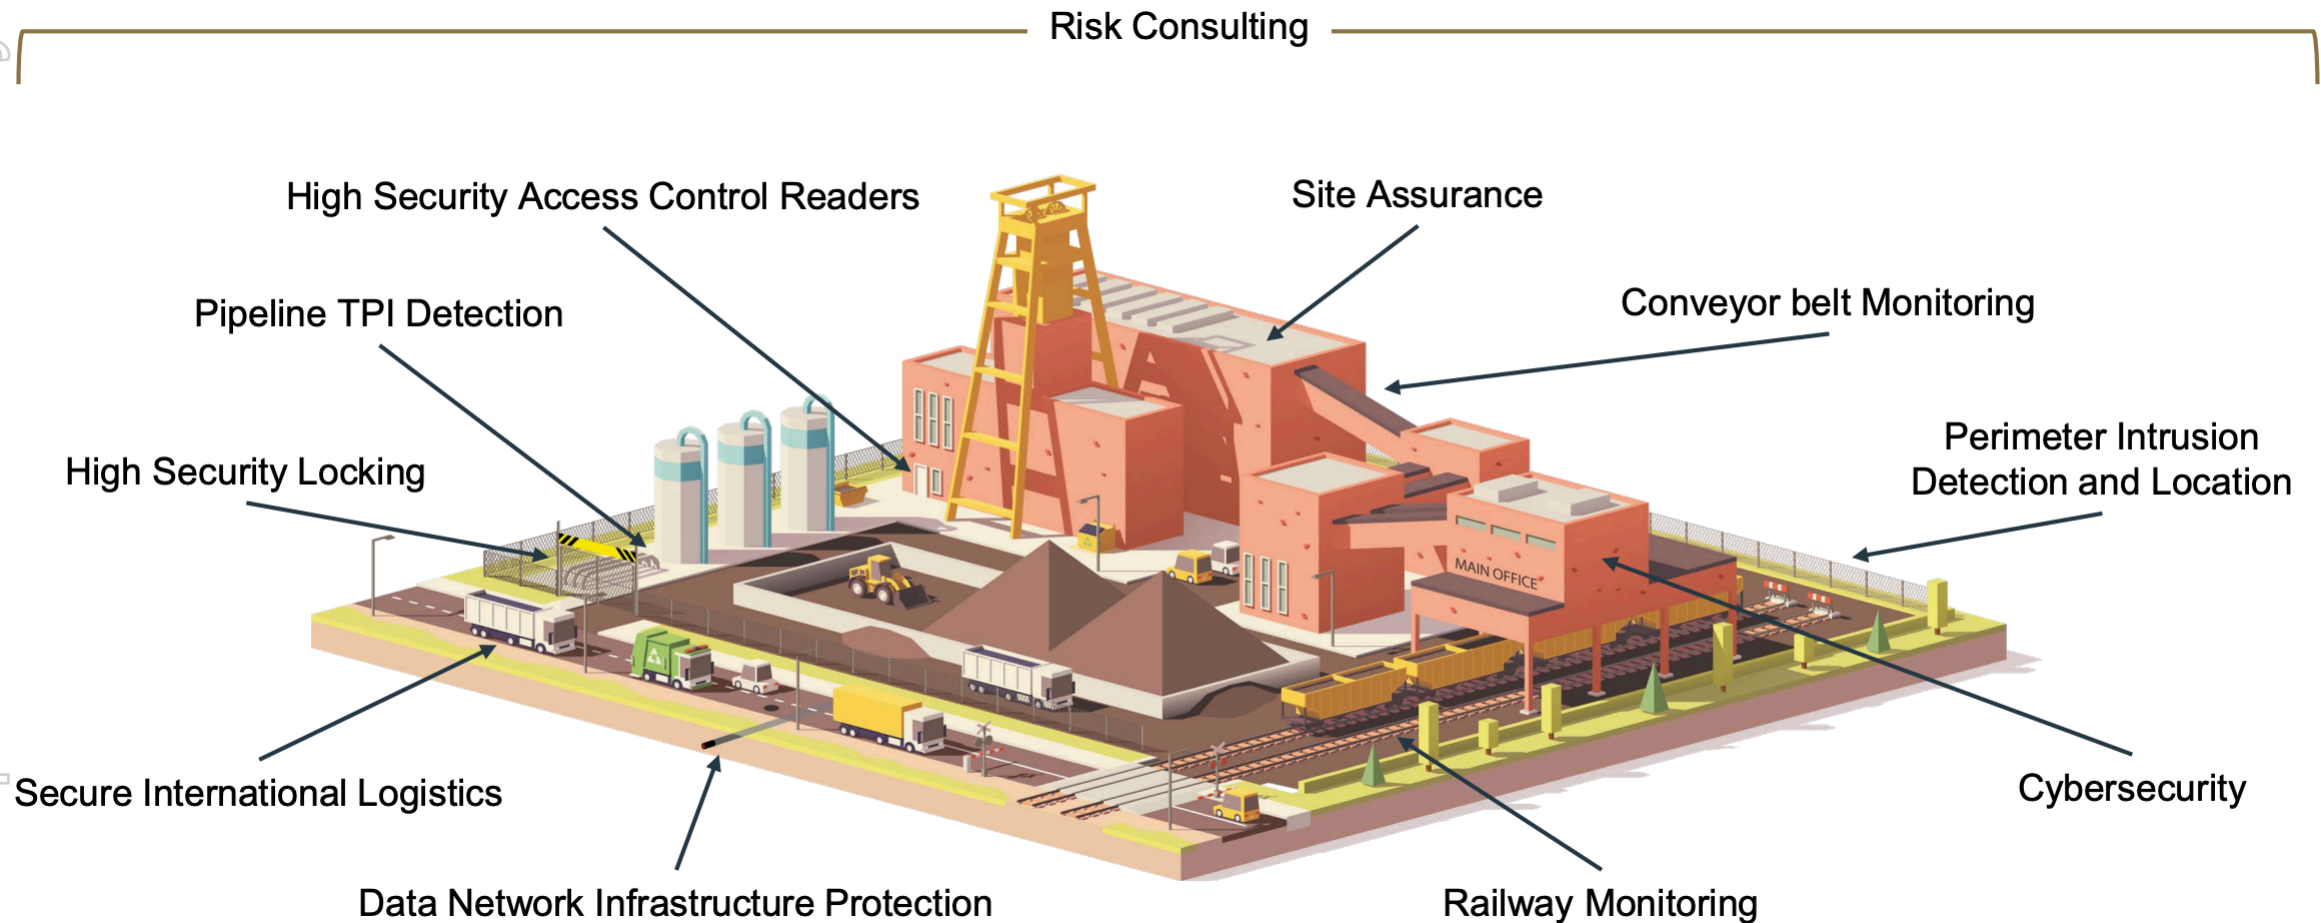 Risk Consulting
High Security Access Control Readers
Site Assurance
Pipeline TPI Detection
Conveyor belt Monitoring
High Security Locking
Perimeter Intrusion
Detection and Location
MAIN OFFICE
Secure International Logistics
Cybersecurity
Data Network Infrastructure Protection
Railway Monitoring